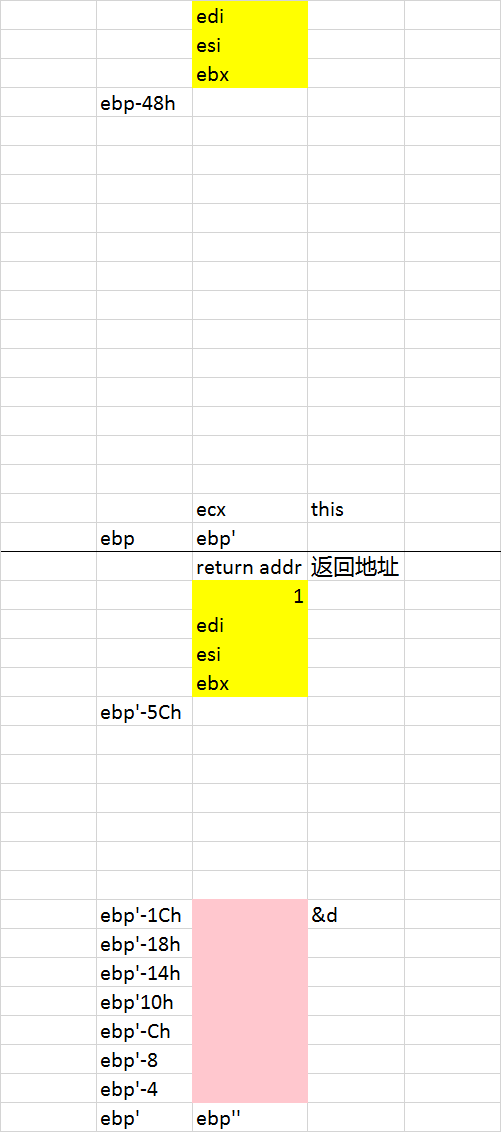 edi
esi
ebx
ebp-48h
ecx this
ebp ebp'
return addr 返回地址
1
edi
esi
ebx
ebp'-5Ch
ebp'-1Ch &d
ebp'-18h
ebp'-14h
ebp'10h
ebp'-Ch
ebp'-8
ebp'-4
ebp' ebp''